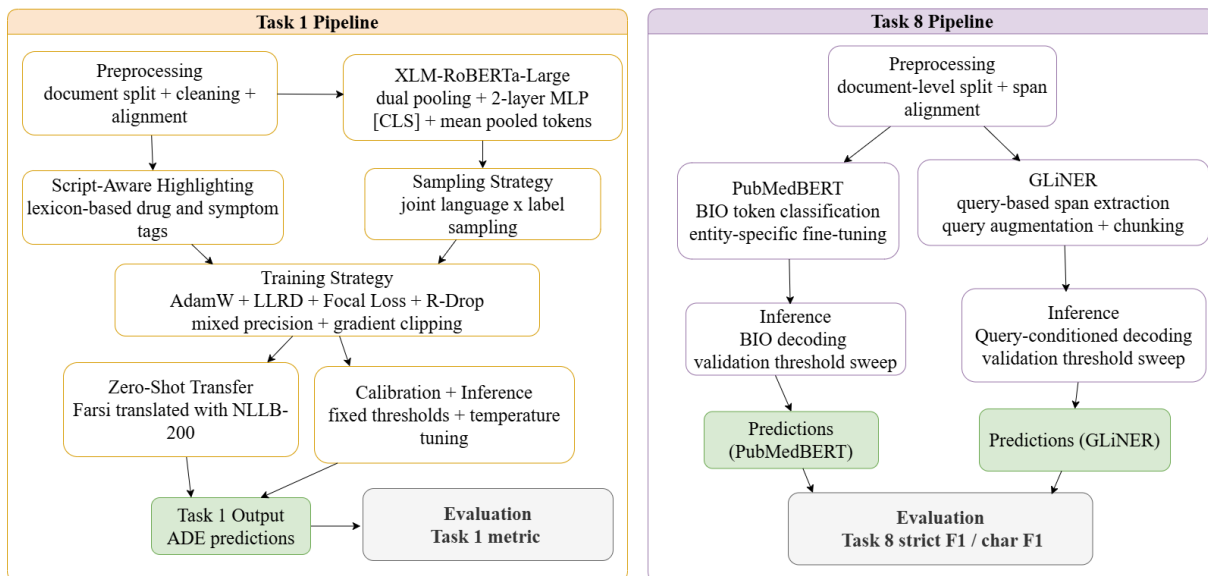 Task 1 Pipeline
Preprocessing
document split + cleaning +
alignment
XLM-RoBERTa-Large
dual pooling + 2-layer MLP
[CLS] + mean pooled tokens
Script-Aware Highlighting
lexicon-based drug and symptom
tags
Sampling Strategy
joint language x label
sampling
Training Strategy
AdamW + LLRD + Focal Loss + R-Drop
mixed precision + gradient clipping
Zero-Shot Transfer
Farsi translated with NLLB-
200
Calibration + Inference
fixed thresholds + temperature
tuning
Task 1 Output
ADE predictions
Evaluation
Task 1 metric
Task 8 Pipeline
Preprocessing
document-level split + span
alignment
PubMedBERT
BIO token classification
entity-specific fine-tuning
GLiNER
query-based span extraction
query augmentation + chunking
Inference
BIO decoding
validation threshold sweep
Inference
Query-conditioned decoding
validation threshold sweep
Predictions
(PubMedBERT)
Predictions (GLiNER)
Evaluation
Task 8 strict F1 / char F1